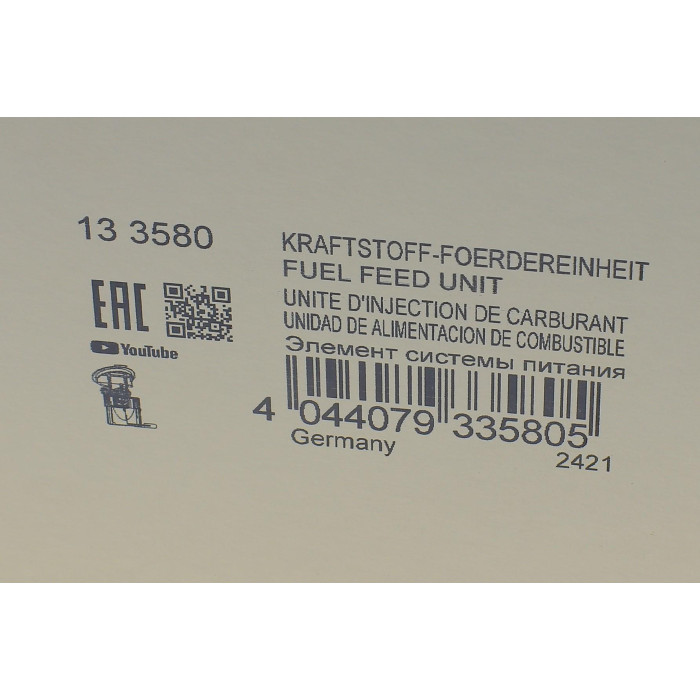 13 3580
KRAFTSTOFF-FOERDEREINHEIT
FUEL FEED UNIT
UNITE D'INJECTION DE CARBURANT
UNIDAD DE ALIMENTACION DE COMBUSTIBLE
Элемент системы питания
EAC
YouTube
4 044079 335805
Germany
2421